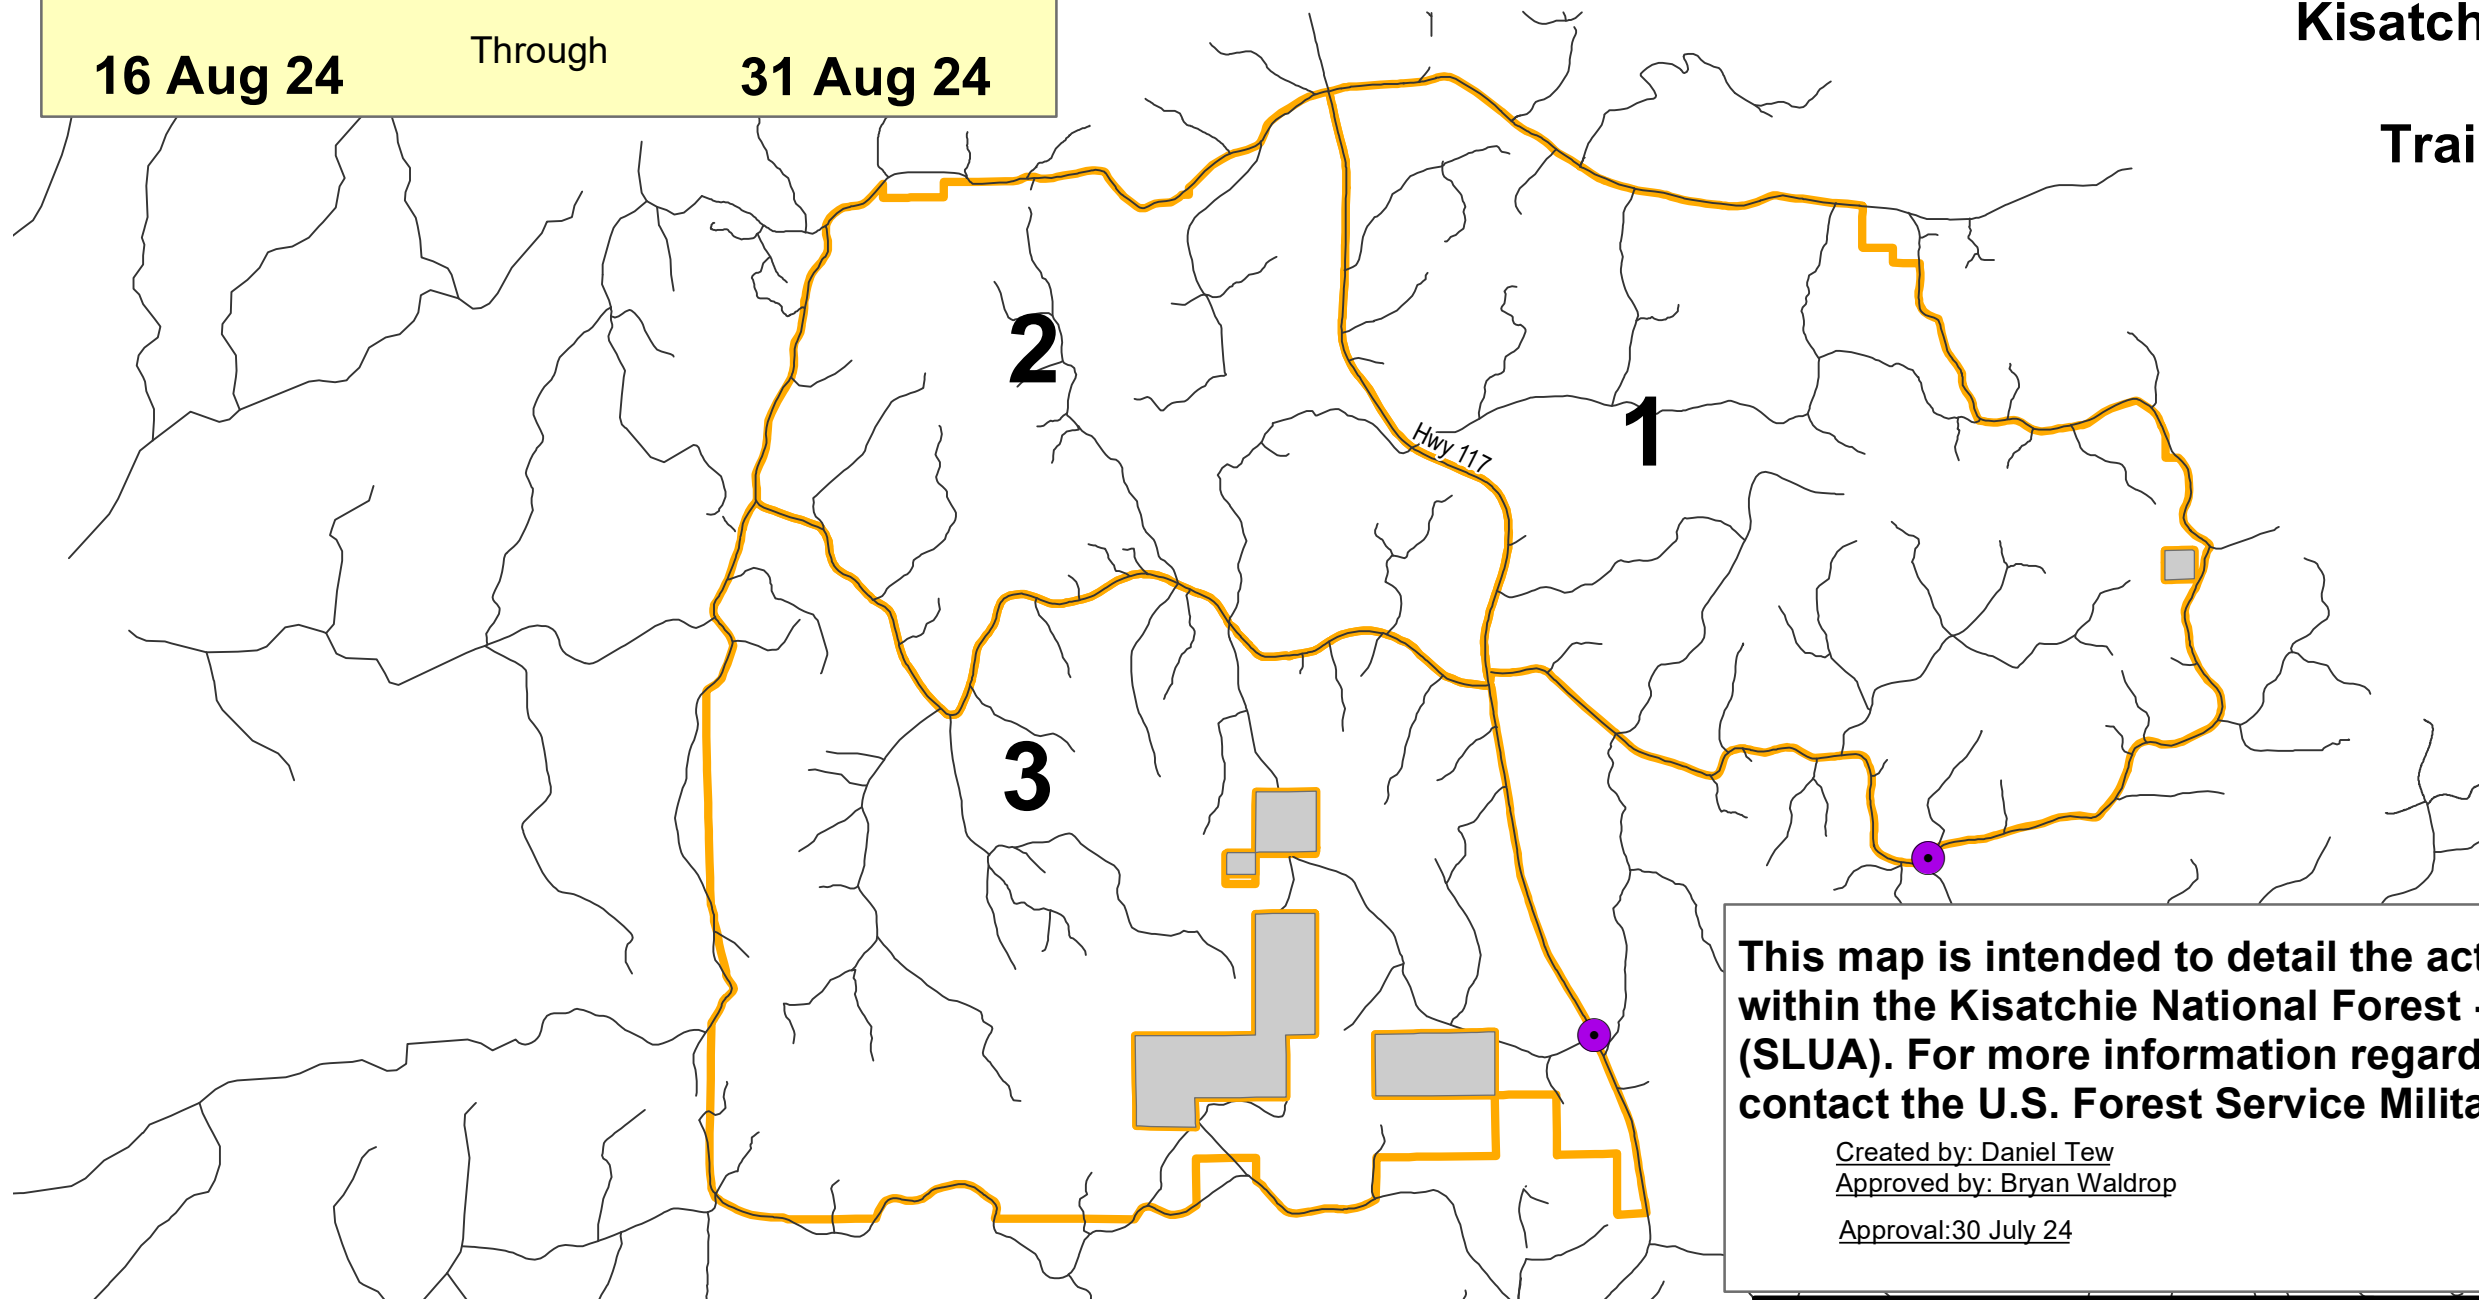 16 Aug 24 Through 31 Aug 24
Kisatch
Trai
2
1
Hwy 117
3
This map is intended to detail the act
within the Kisatchie National Forest -
(SLUA). For more information regard
contact the U.S. Forest Service Milita
Created by: Daniel Tew
Approved by: Bryan Waldrop
Approval:30 July 24